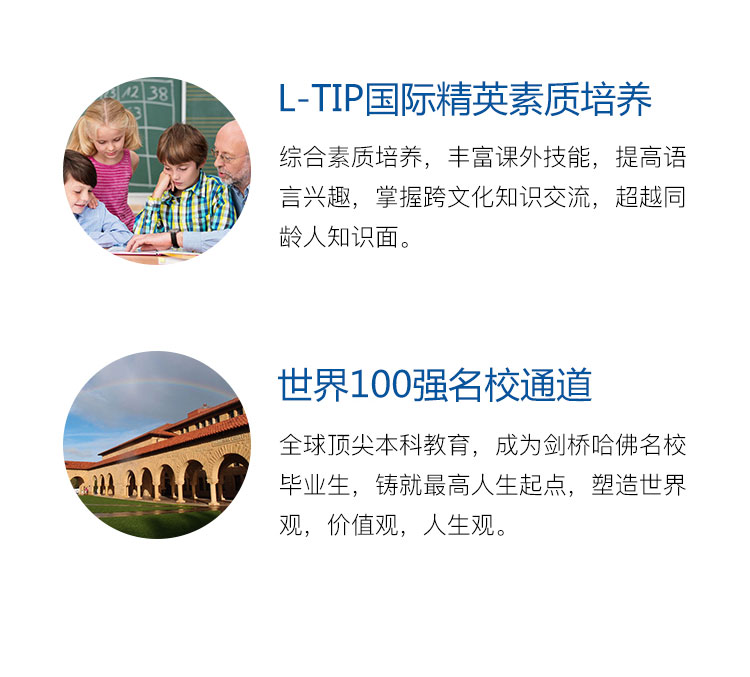 12 38
L-TIP国际精英素质培养
综合素质培养，丰富课外技能，提高语
言兴趣，掌握跨文化知识交流，超越同
龄人知识面。
世界100强名校通道
全球顶尖本科教育，成为剑桥哈佛名校
毕业生，铸就最高人生起点，塑造世界
观，价值观，人生观。